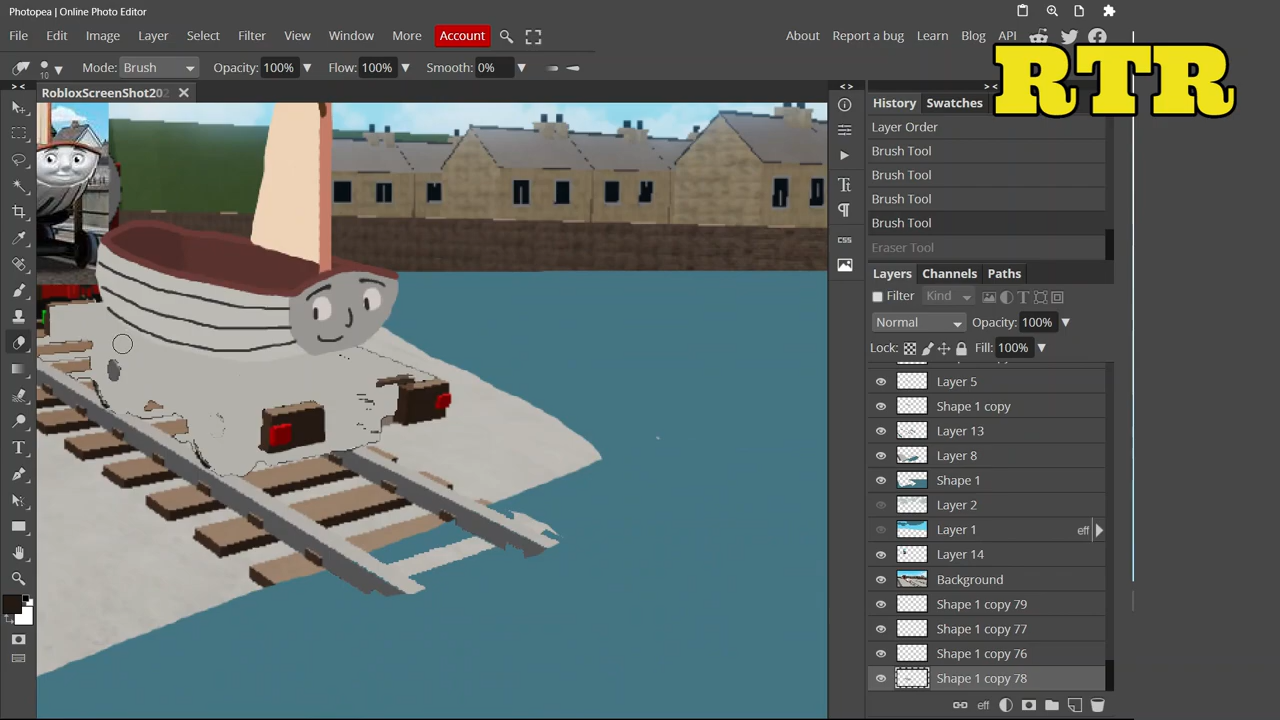 Photopea | Online Photo Editor
File Edit Image Layer Select Filter View Window More Account
About Report a bug Learn Blog API
RTR
10 Mode: Brush Opacity: 100% Flow: 100% Smooth: 0%
RobloxScreenShot202
> < < > > <
History Swatches
Layer Order
Brush Tool
Brush Tool
Brush Tool
Brush Tool
Eraser Tool
CSS
Layers Channels Paths
Filter Kind
Normal Opacity: 100%
Lock: Fill: 100%
Layer 5
Shape 1 copy
Layer 13
Layer 8
Shape 1
Layer 2
Layer 1 eff
Layer 14
Background
Shape 1 copy 79
Shape 1 copy 77
Shape 1 copy 76
Shape 1 copy 78
eff